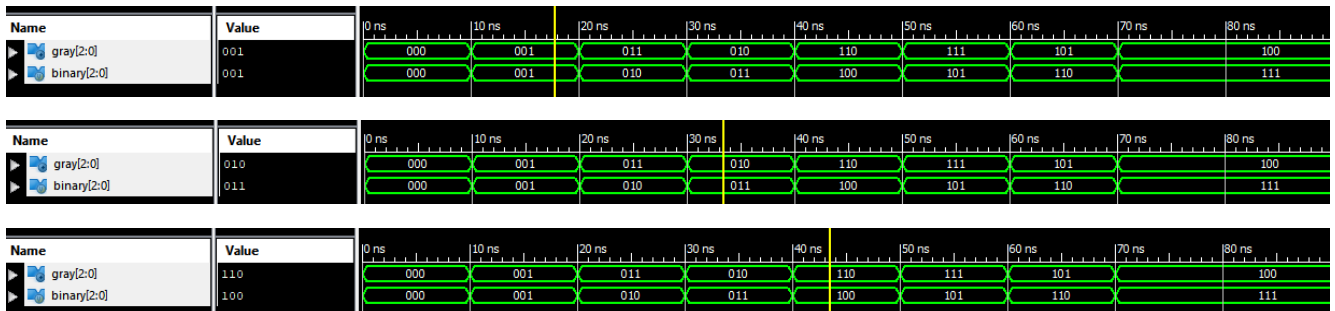 Name Value 0 ns 10 ns 20 ns 30 ns 40 ns 50 ns 60 ns 70 ns 80 ns
gray[2:0] 001 000 001 011 010 110 111 101 100
binary[2:0] 001 000 001 010 011 100 101 110 111
Name Value 0 ns 10 ns 20 ns 30 ns 40 ns 50 ns 60 ns 70 ns 80 ns
gray[2:0] 010 000 001 011 010 110 111 101 100
binary[2:0] 011 000 001 010 011 100 101 110 111
Name Value 0 ns 10 ns 20 ns 30 ns 40 ns 50 ns 60 ns 70 ns 80 ns
gray[2:0] 110 000 001 011 010 110 111 101 100
binary[2:0] 100 000 001 010 011 100 101 110 111